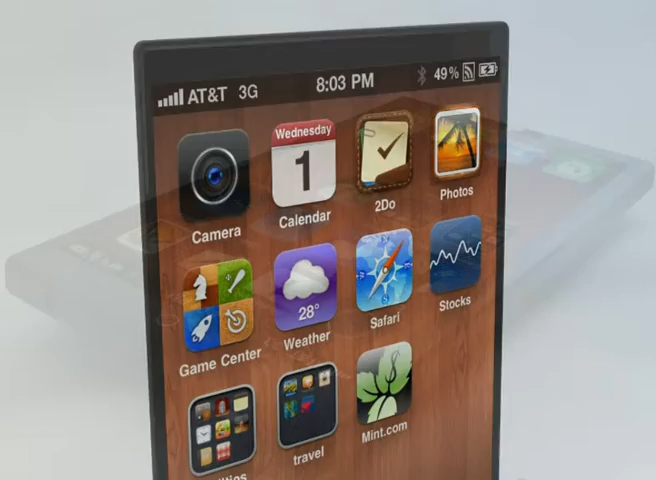 AT&T 3G 8:03 PM 49%
Wednesday
1
Camera Calendar 2Do Photos
28°
Game Center Weather Safari Stocks
travel Mint.com